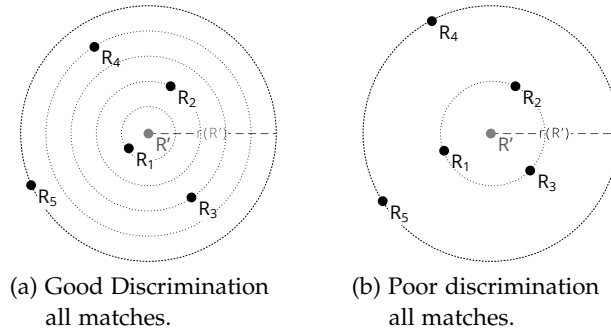 R₄
R₂
r(R')
R'
R₁
R₃
R₅
(a) Good Discrimination
all matches.
R₄
R₂
r(R')
R'
R₁
R₃
R₅
(b) Poor discrimination
all matches.